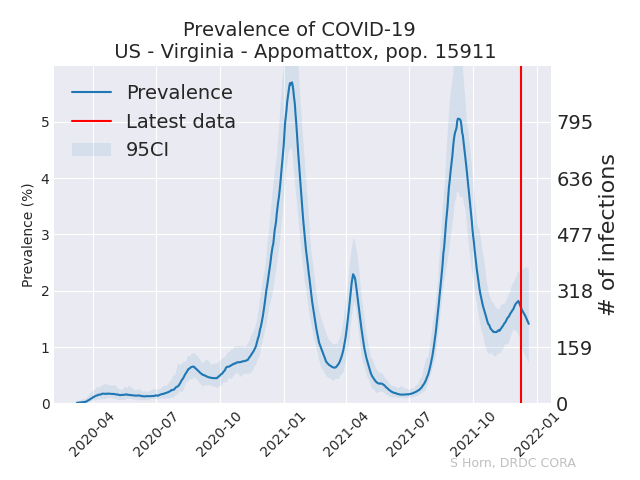 Prevalence of COVID-19
US - Virginia - Appomattox, pop. 15911
Prevalence
Latest data
95CI
Prevalence (%)
5
4
3
2
1
0
795
636
477
318
159
0
# of infections
2020-04
2020-07
2020-10
2021-01
2021-04
2021-07
2021-10
2022-01
S Horn, DRDC CORA